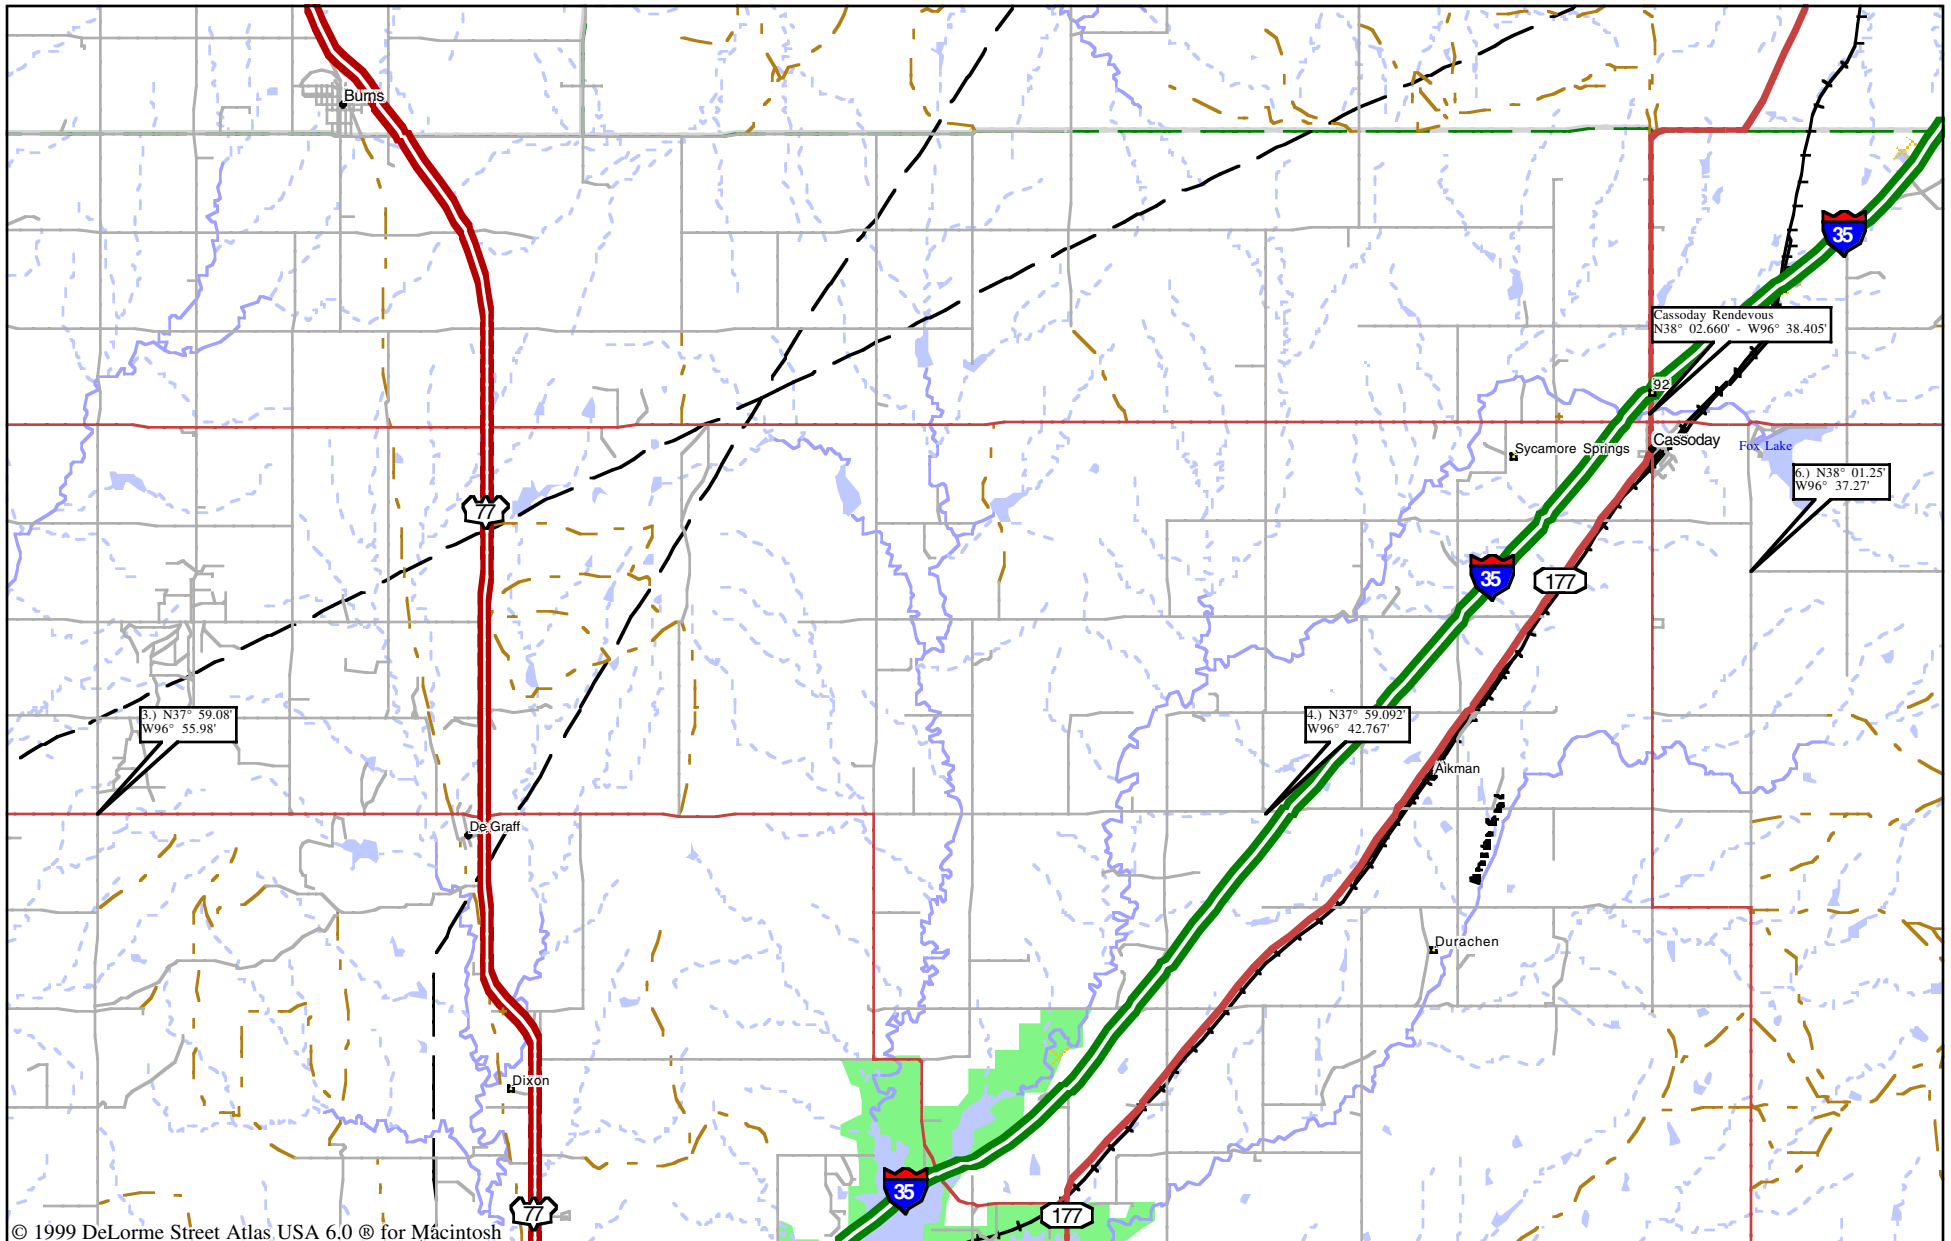 Burns
35
Cassoday Rendevous
N38° 02.660' - W96° 38.405'
92
Cassoday
Sycamore Springs
Fox Lake
6.) N38° 01.25'
W96° 37.27'
77
35
177
3.) N37° 59.08'
W96° 55.98'
4.) N37° 59.092'
W96° 42.767'
Aikman
De Graff
Durachen
Dixon
35
77
177
© 1999 DeLorme Street Atlas USA 6.0 ® for Macintosh